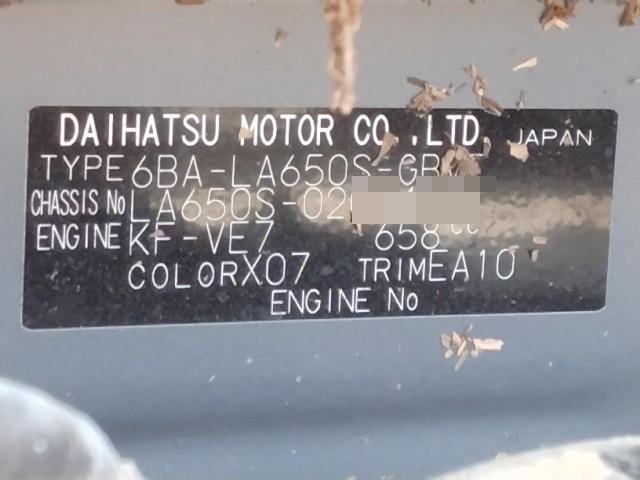 DAIHATSU MOTOR CO.,LTD. JAPAN
TYPE 6BA-LA650S-GB
CHASSIS No LA650S-02
ENGINE KF-VE7 658cc
COLOR X07 TRIM EA10
ENGINE No